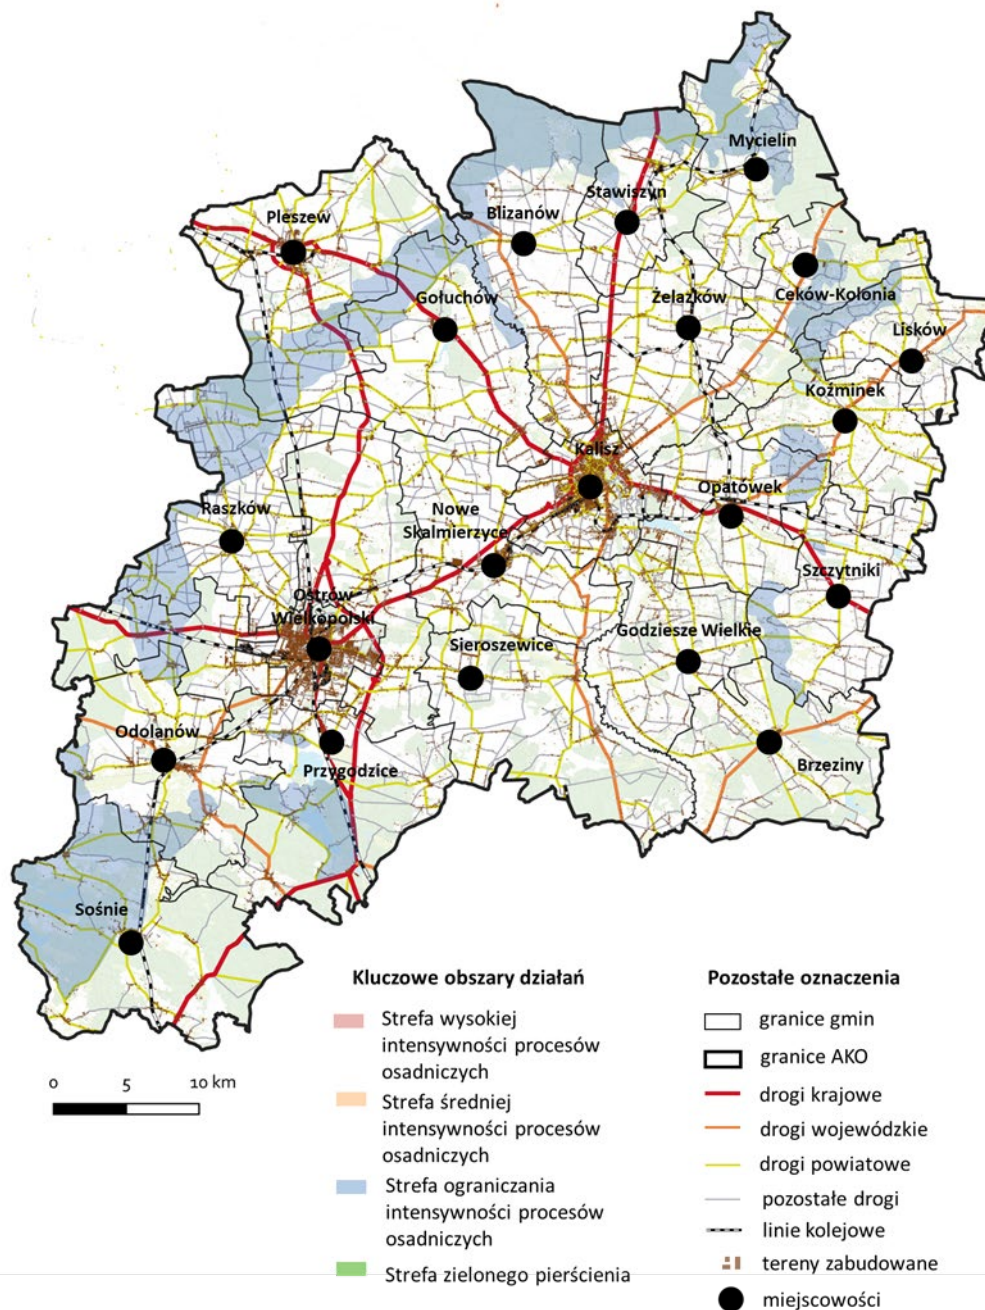 Mycielin
Stawiszyn
Pleszew
Blizanów
Gołuchów
Żelazków
Ceków-Kolonia
Lisków
Koźminek
Kalisz
Opatówek
Raszków
Nowe
Skalmierzyce
Szczytniki
Ostrów
Wielkopolski
Sieroszewice
Godziesze Wielkie
Odolanów
Przygodzice
Brzeziny
Sośnie
0 5 10 km
Kluczowe obszary działań
Strefa wysokiej
intensywności procesów
osadniczych
Strefa średniej
intensywności procesów
osadniczych
Strefa ograniczania
intensywności procesów
osadniczych
Strefa zielonego pierścienia
Pozostałe oznaczenia
granice gmin
granice AKO
drogi krajowe
drogi wojewódzkie
drogi powiatowe
pozostałe drogi
linie kolejowe
tereny zabudowane
miejscowości